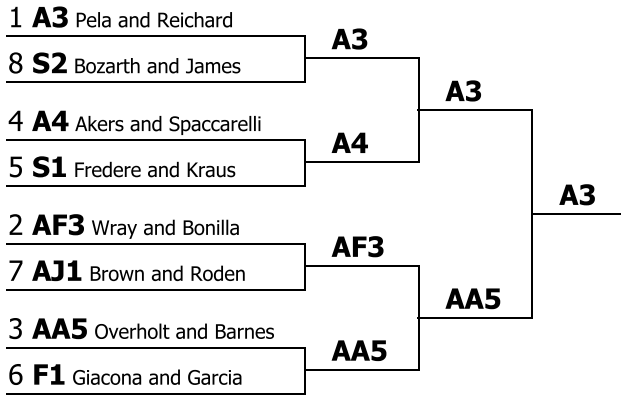 1 A3 Pela and Reichard
8 S2 Bozarth and James
4 A4 Akers and Spaccarelli
5 S1 Fredere and Kraus
2 AF3 Wray and Bonilla
7 AJ1 Brown and Roden
3 AA5 Overholt and Barnes
6 F1 Giacona and Garcia
A3
A4
AF3
AA5
A3
AA5
A3